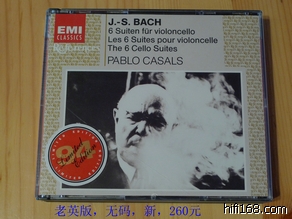 EMI
CLASSICS
References
J.-S. BACH
6 Suiten für violoncello
Les 6 Suites pour violoncelle
The 6 Cello Suites
PABLO CASALS
老英版，无码，新，260元
hifi168.com